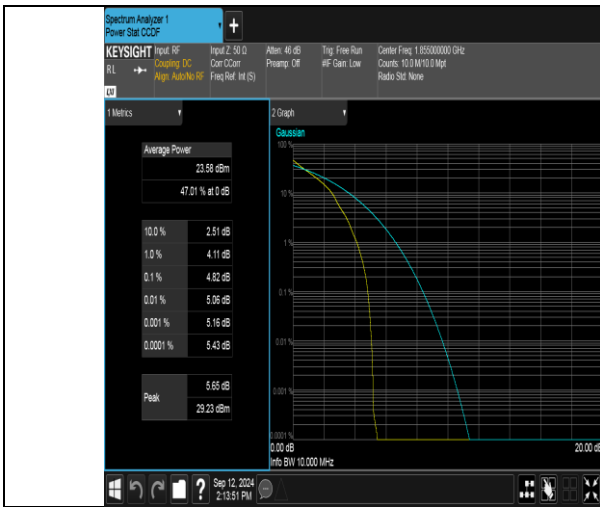 Spectrum Analyzer 1
Power Stat CCDF
+
KEYSIGHT Input: RF Input Z: 50 Ω Atten: 46 dB Trig: Free Run Center Freq: 1.855000000 GHz
R L Coupling: DC Corr CCorr Preamp: Off #IF Gain: Low Counts: 10.0 M/10.0 Mpt
Align: Auto/No RF Freq Ref: Int (S) Radio Std: None
LXI
1 Metrics
Average Power
23.58 dBm
47.01 % at 0 dB
10.0 % 2.51 dB
1.0 % 4.11 dB
0.1 % 4.82 dB
0.01 % 5.06 dB
0.001 % 5.16 dB
0.0001 % 5.43 dB
Peak 5.65 dB
29.23 dBm
2 Graph
Gaussian
100 %
10 %
1 %
0.1 %
0.01 %
0.001 %
0.0001 %
0.00 dB 20.00 dB
Info BW 10.000 MHz
?
Sep 12, 2024
2:13:51 PM